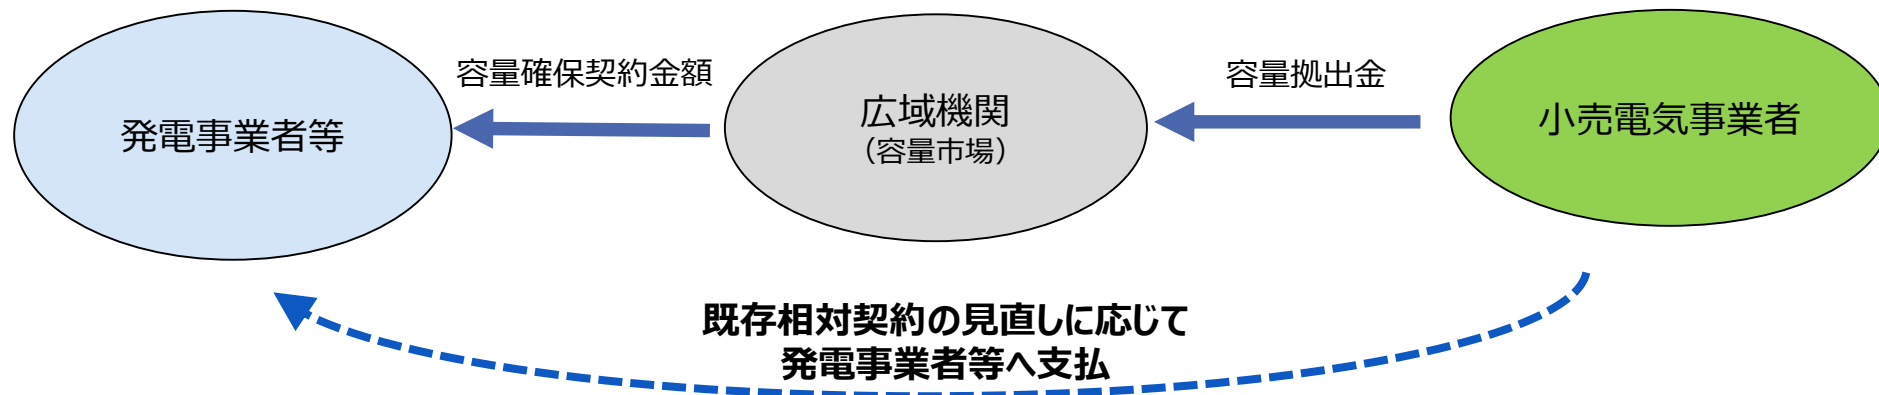 発電事業者等
容量確保契約金額
広域機関
（容量市場）
容量拠出金
小売電気事業者
既存相対契約の見直しに応じて
発電事業者等へ支払